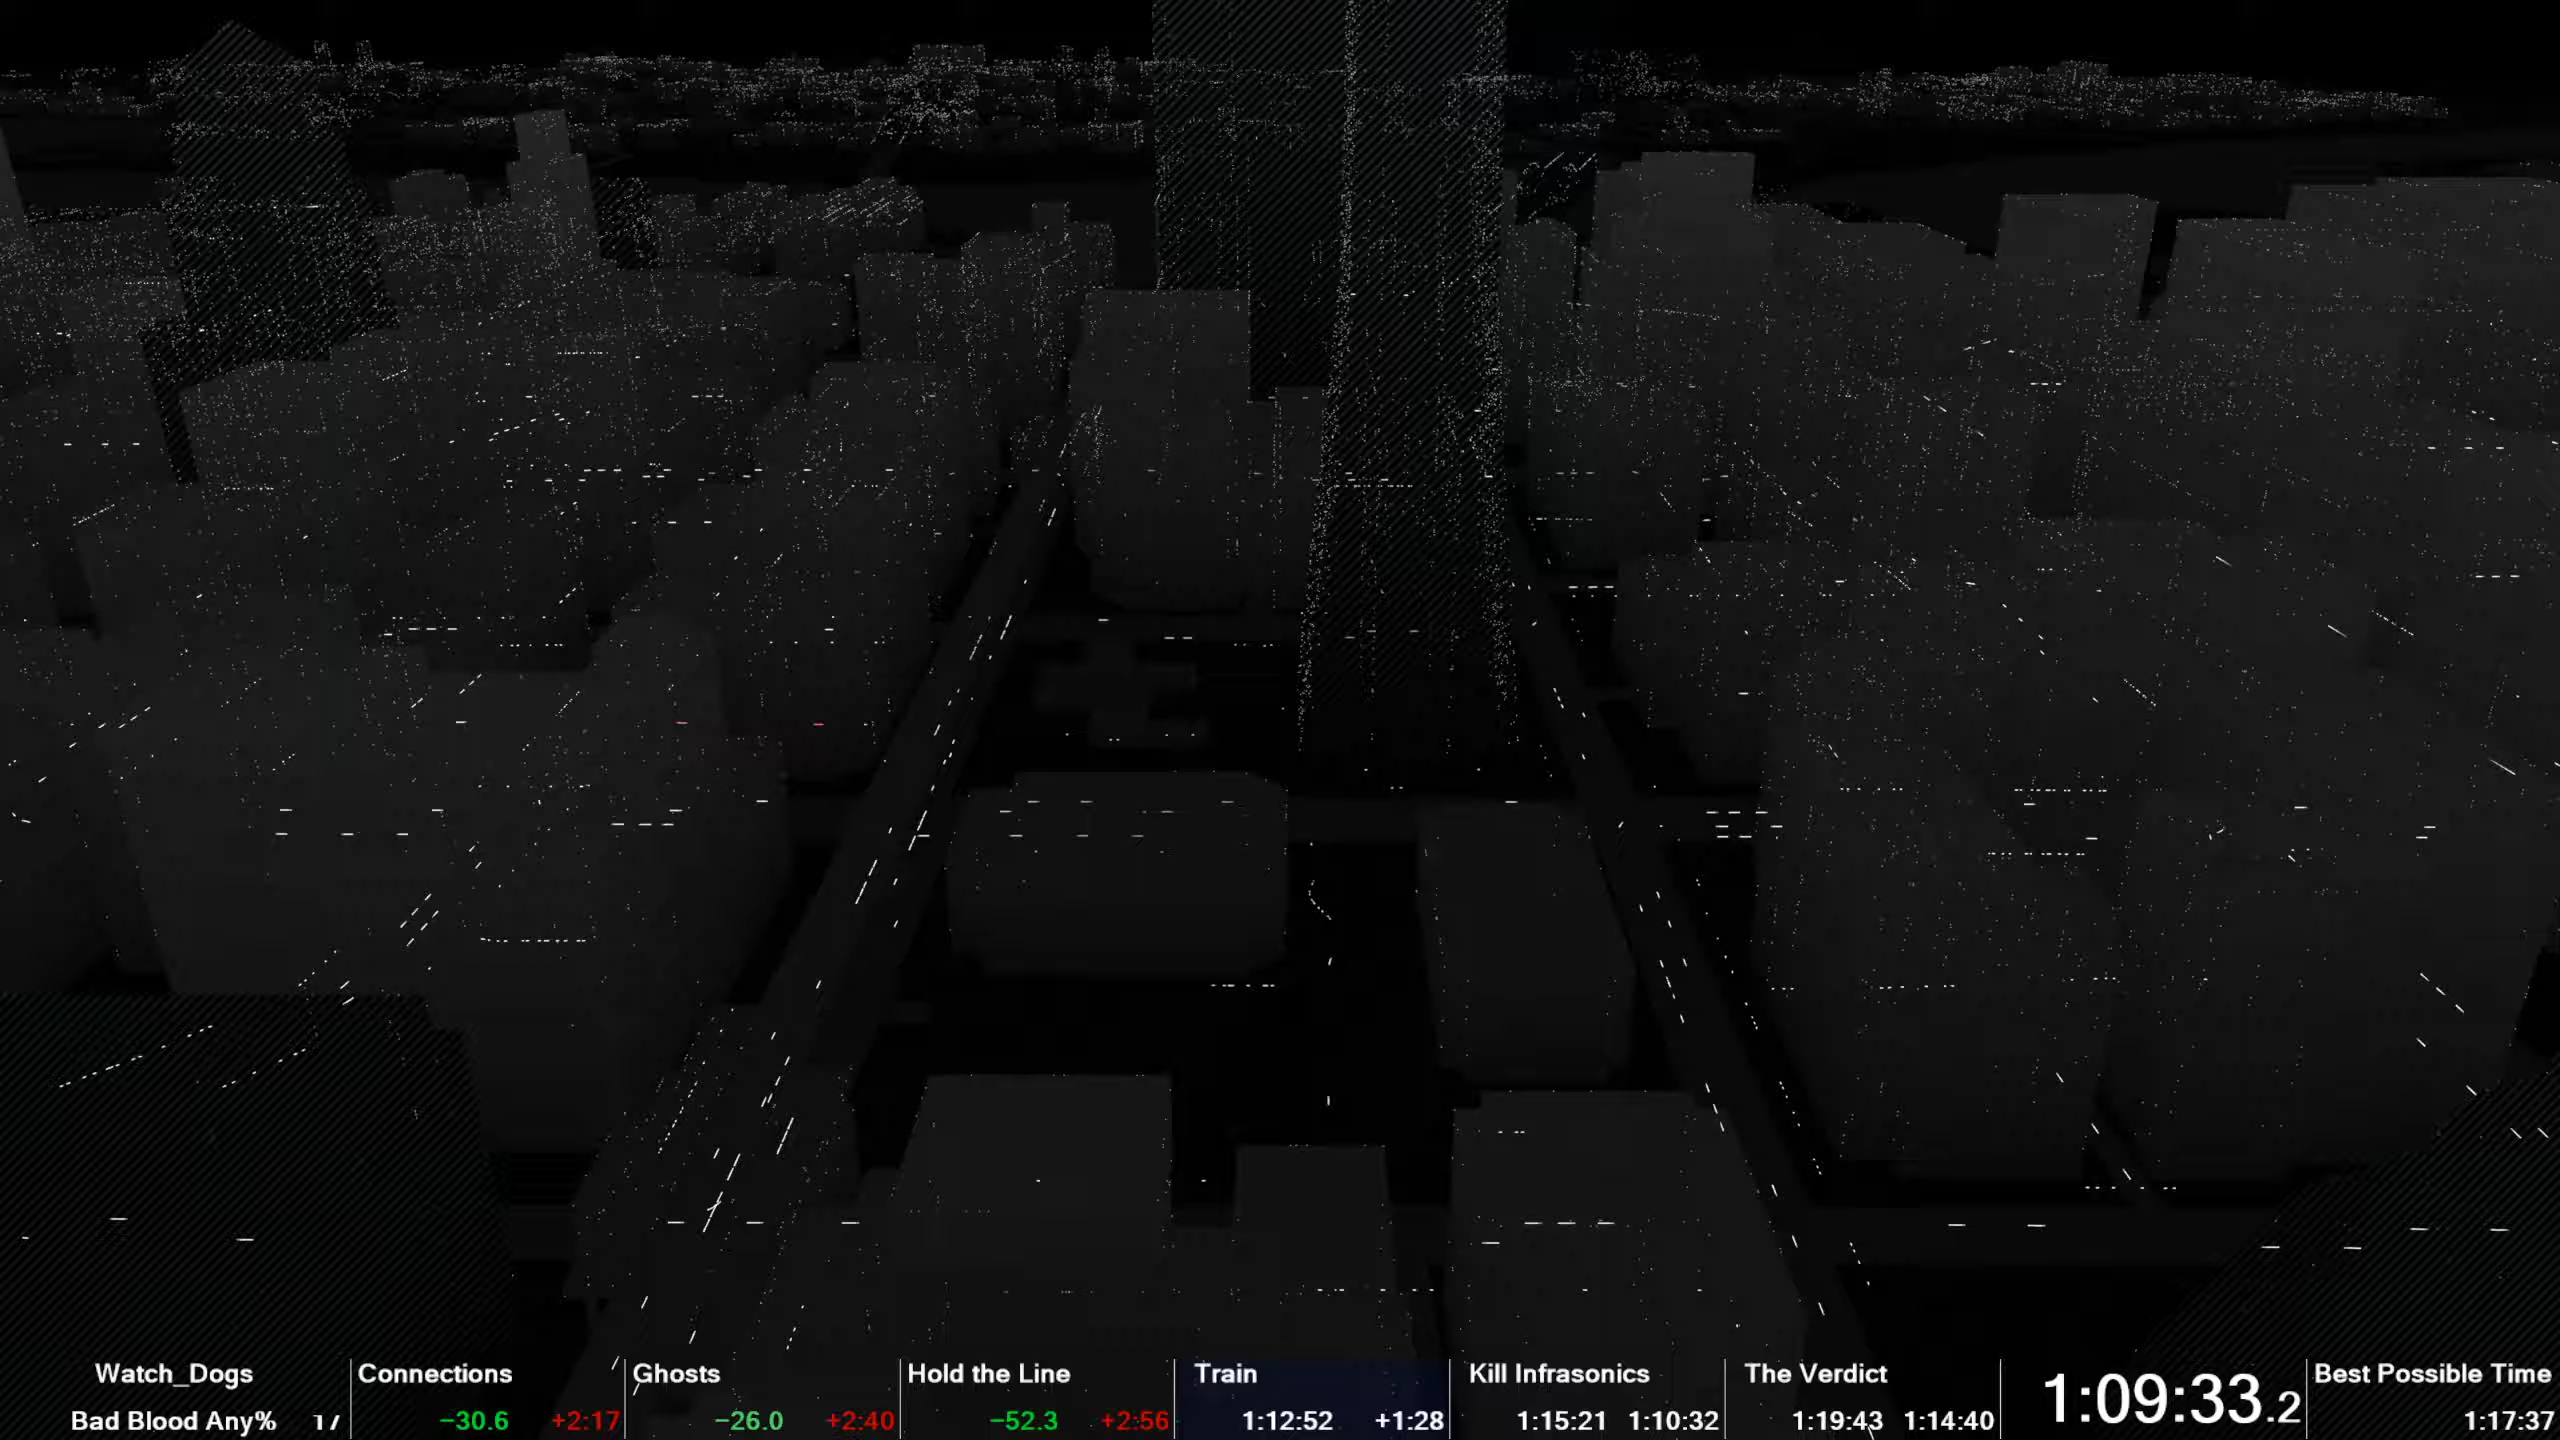 Watch_Dogs
Bad Blood Any% 17
Connections
−30.6 +2:17
Ghosts
−26.0 +2:40
Hold the Line
−52.3 +2:56
Train
1:12:52 +1:28
Kill Infrasonics
1:15:21 1:10:32
The Verdict
1:19:43 1:14:40
1:09:33.2
Best Possible Time
1:17:37